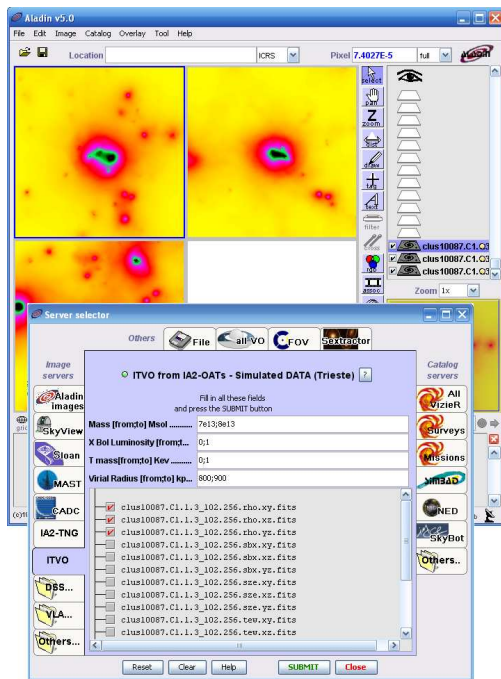 Aladin v5.0
File Edit Image Catalog Overlay Tool Help
Location ICRS Pixel 7.4027E-5 full Aladin
select
pan
Z
zoom
dist
draw
tag
A
text
filter
cross
rgb
assoc
clus10087.C1.
clus10087.C1.
clus10087.C1.
Zoom 1x
Server selector
Others File all-VO FOV Sextractor
Image servers
Catalog servers
Aladin images
SkyView
Sloan
MAST
CADC
IA2-TNG
ITVO
DSS...
VLA...
Others...
ITVO from IA2-OATs - Simulated DATA (Trieste) ?
Fill in all these fields
and press the SUBMIT button
Mass [from;to] Msol .......... 7e13;8e13
X Bol Luminosity [from;t... 0;1
T mass[from;to] Kev ......... 0;1
Virial Radius [from;to] kp... 800;900
clus10087.C1.1.3_102.256.rho.xy.fits
clus10087.C1.1.3_102.256.rho.xz.fits
clus10087.C1.1.3_102.256.rho.yz.fits
clus10087.C1.1.3_102.256.sbx.xy.fits
clus10087.C1.1.3_102.256.sbx.xz.fits
clus10087.C1.1.3_102.256.sbx.yz.fits
clus10087.C1.1.3_102.256.sze.xy.fits
clus10087.C1.1.3_102.256.sze.xz.fits
clus10087.C1.1.3_102.256.sze.yz.fits
clus10087.C1.1.3_102.256.tew.xy.fits
clus10087.C1.1.3_102.256.tew.xz.fits
All VizieR
Surveys
Missions
SIMBAD
NED
SkyBot
Others..
Reset Clear Help SUBMIT Close